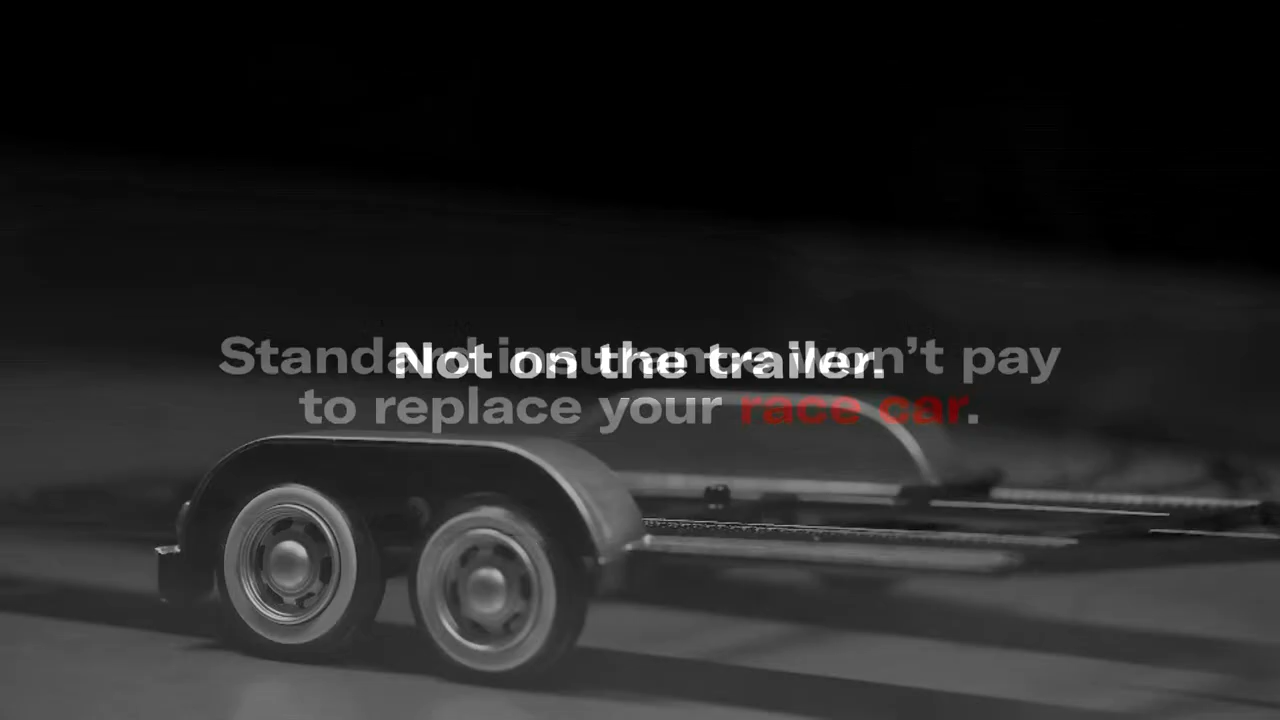 Standard insurance won’t pay
to replace your race car.
Not on the trailer.